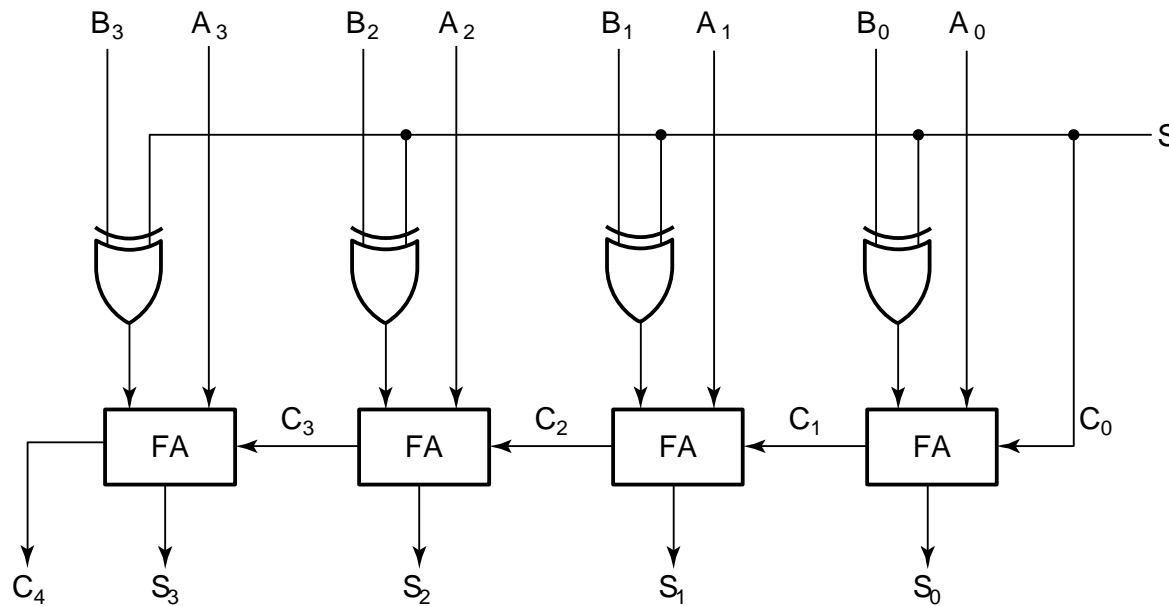 B3 A3 B2 A2 B1 A1 B0 A0
S
C3 C2 C1 C0
FA FA FA FA
C4 S3 S2 S1 S0